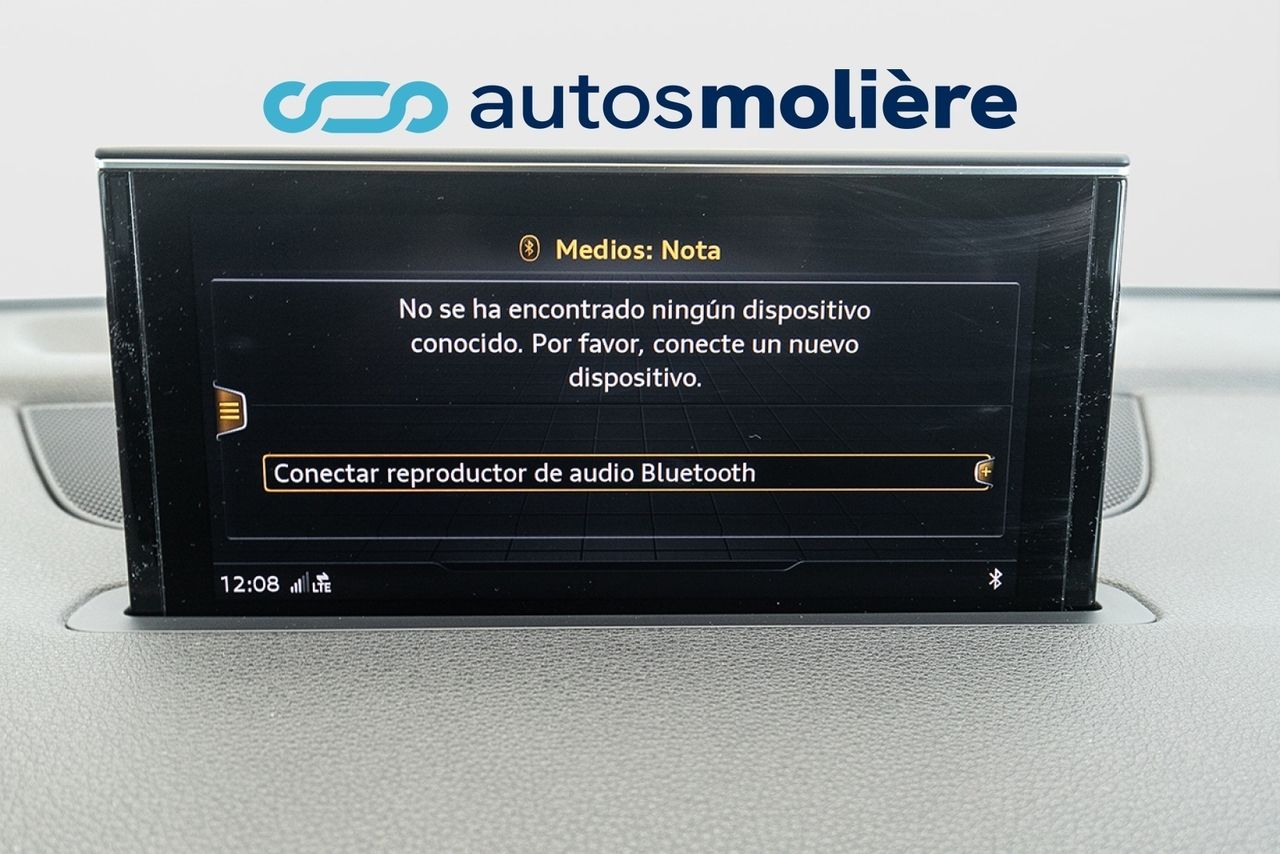 autosmolière
Medios: Nota
No se ha encontrado ningún dispositivo
conocido. Por favor, conecte un nuevo
dispositivo.
Conectar reproductor de audio Bluetooth
12:08 LTE